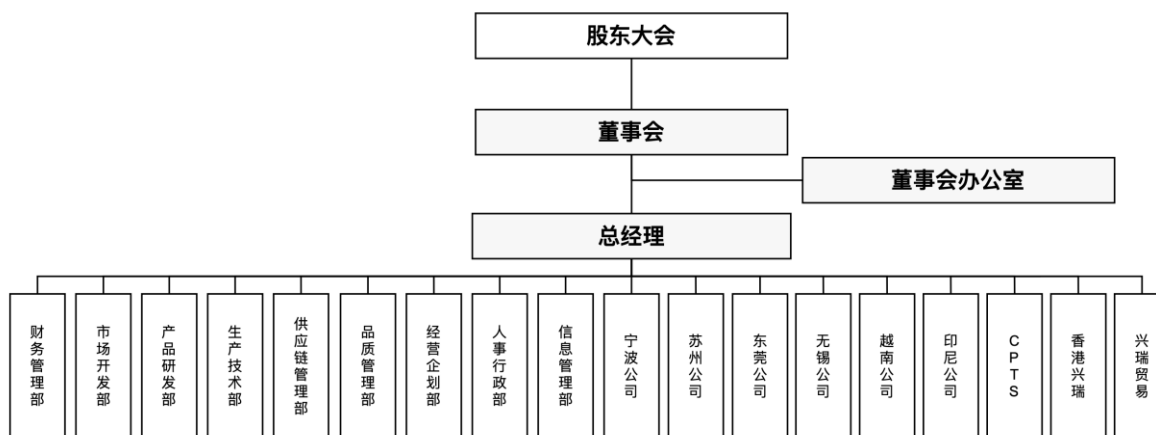 股东大会
董事会
董事会办公室
总经理
财务管理部
市场开发部
产品研发部
生产技术部
供应链管理部
品质管理部
经营企划部
人事行政部
信息管理部
宁波公司
苏州公司
东莞公司
无锡公司
越南公司
印尼公司
CPTS
香港兴瑞
兴瑞贸易